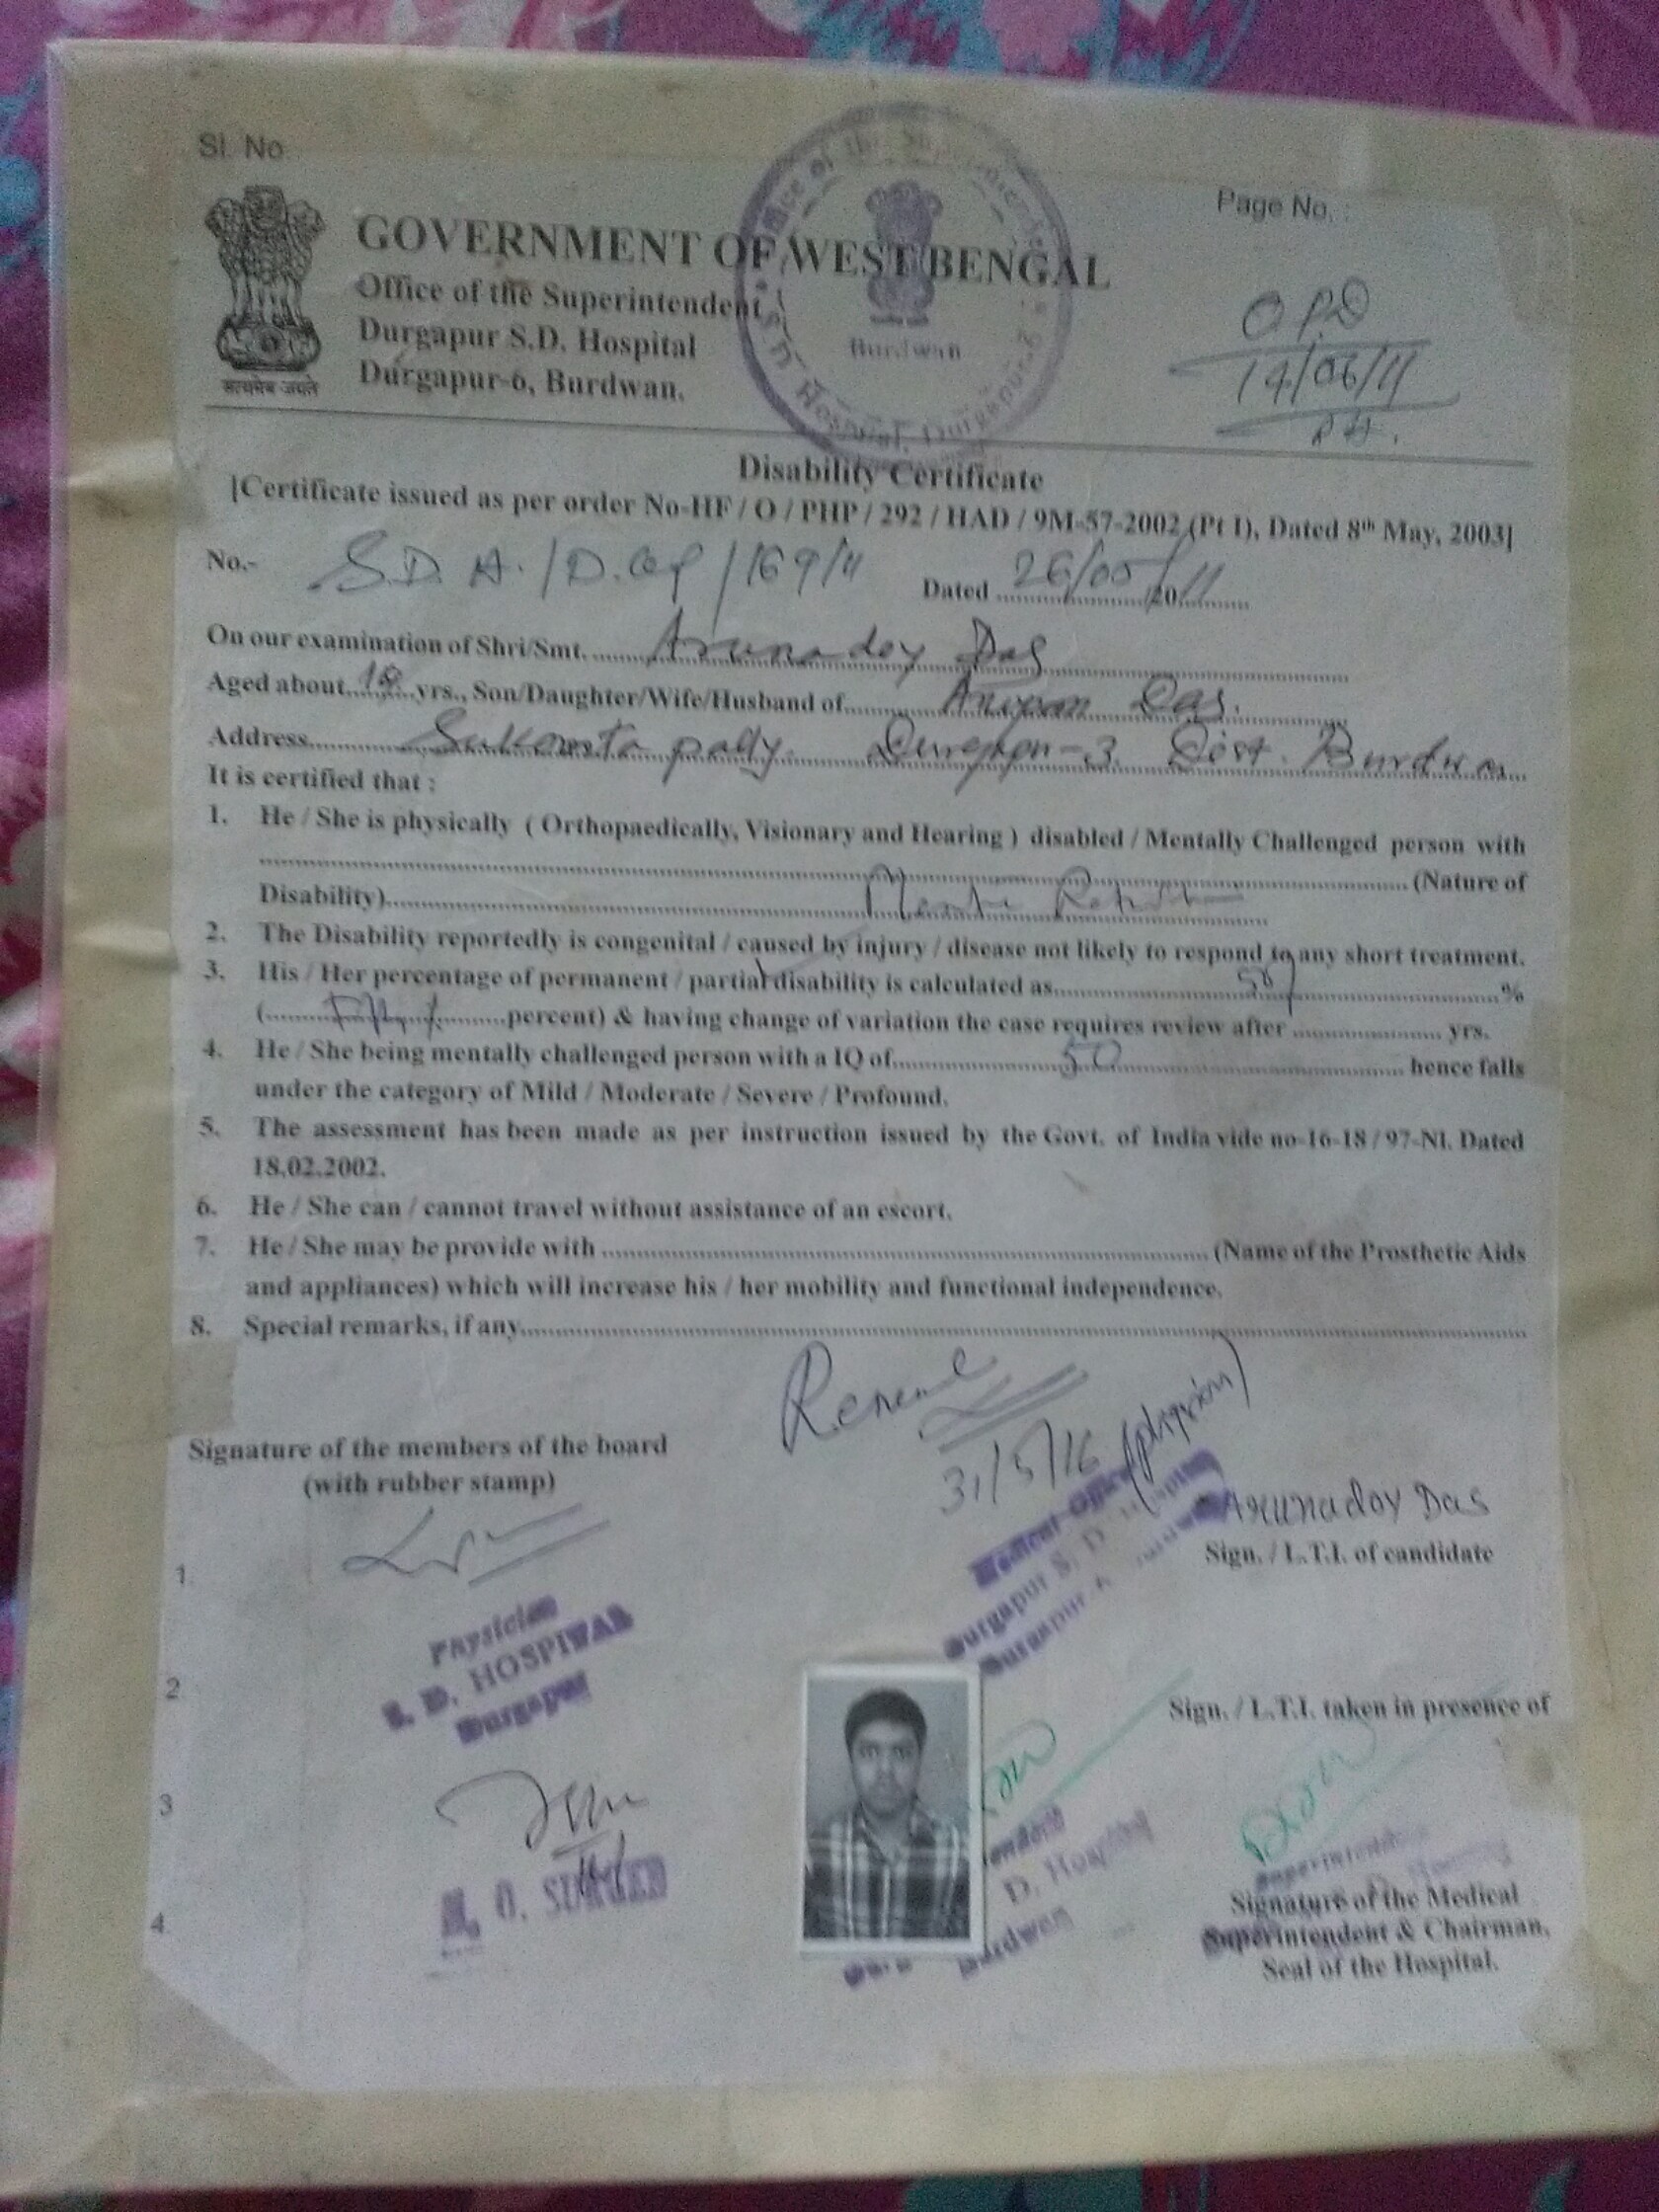 Sl. No
Page No. :
सत्यमेव जयते
GOVERNMENT OF WEST BENGAL
Office of the Superintendent
Durgapur S.D. Hospital
Durgapur-6, Burdwan.
Burdwan
OPD
14/06/11
Disability Certificate
[Certificate issued as per order No-HF / O / PHP / 292 / HAD / 9M-57-2002 (Pt I), Dated 8th May, 2003]
No.- S.D.H./D.Cg/169/11 Dated 26/05/2011
On our examination of Shri/Smt. Arunadoy Das
Aged about yrs., Son/Daughter/Wife/Husband of Anupam Das.
Address Sukanta pally Durgapur-3 Dist. Burdwan
It is certified that :
1. He / She is physically ( Orthopaedically, Visionary and Hearing ) disabled / Mentally Challenged person with
(Nature of
Disability)
2. The Disability reportedly is congenital / caused by injury / disease not likely to respond to any short treatment.
3. His / Her percentage of permanent / partial disability is calculated as %
( percent) & having change of variation the case requires review after yrs.
4. He / She being mentally challenged person with a IQ of 50 hence falls
under the category of Mild / Moderate / Severe / Profound.
5. The assessment has been made as per instruction issued by the Govt. of India vide no-16-18 / 97-NI. Dated
18.02.2002.
6. He / She can / cannot travel without assistance of an escort.
7. He / She may be provide with (Name of the Prosthetic Aids
and appliances) which will increase his / her mobility and functional independence.
8. Special remarks, if any
31/5/16 (physician)
Signature of the members of the board
(with rubber stamp)
Medical Officer
Durgapur S. D. Hospital
Arunadoy Das
Sign. / L.T.I. of candidate
1.
Physician
S. D. HOSPITAL
Durgapur
2
Sign. / L.T.I. taken in presence of
3
D. Hospital
Burdwan
4.
Superintendent
Signature of the Medical
Superintendent & Chairman,
Seal of the Hospital.